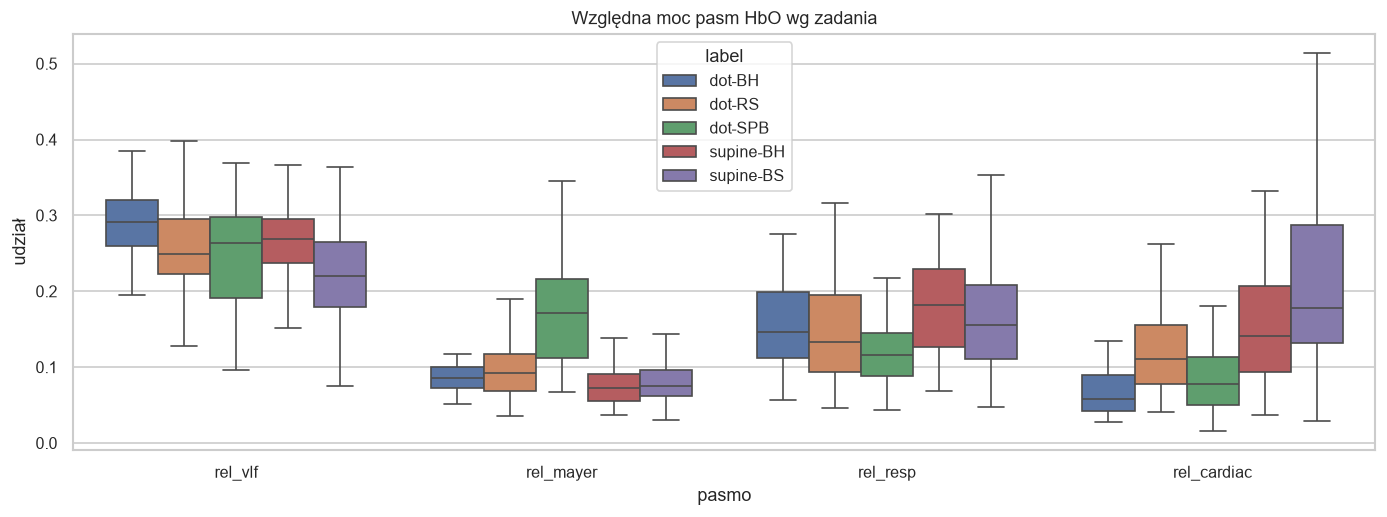 Względna moc pasm HbO wg zadania
label
dot-BH
dot-RS
dot-SPB
supine-BH
supine-BS
udział
0.5
0.4
0.3
0.2
0.1
0.0
rel_vlf
rel_mayer
rel_resp
rel_cardiac
pasmo